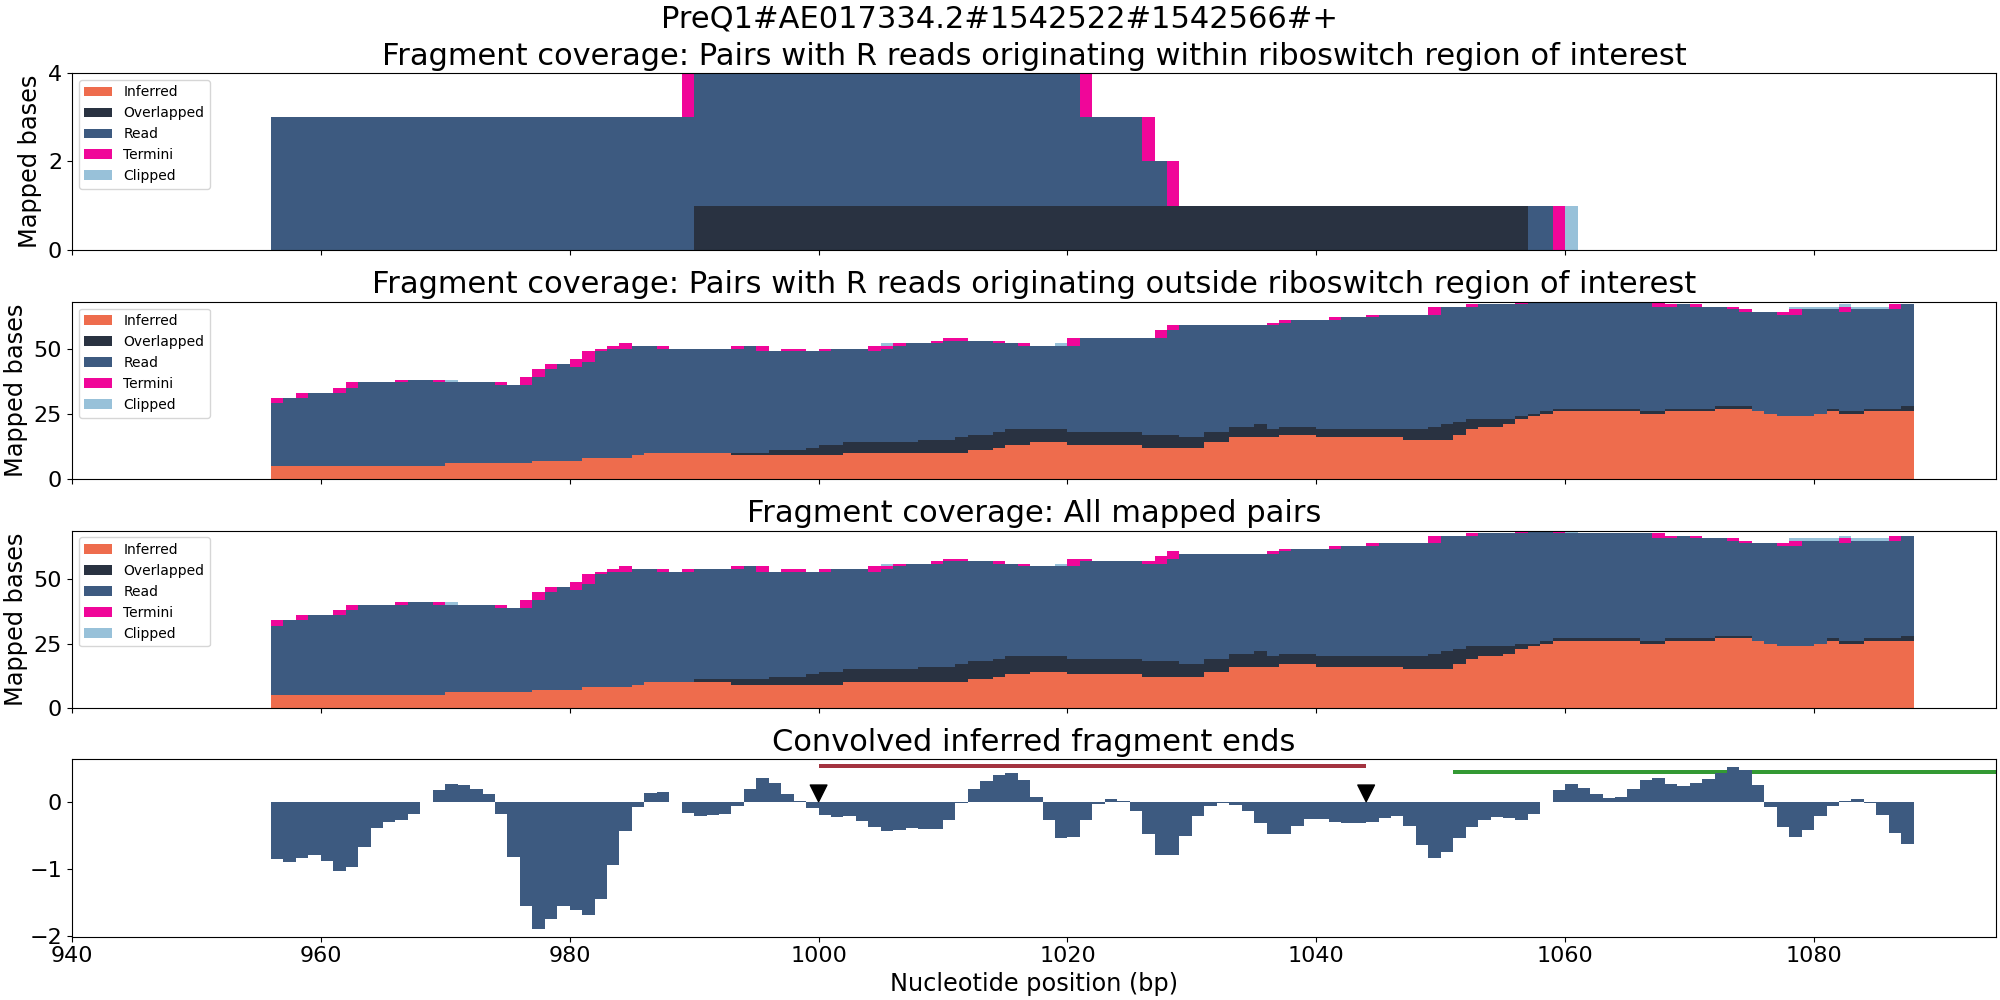 PreQ1#AE017334.2#1542522#1542566#+
Fragment coverage: Pairs with R reads originating within riboswitch region of interest
Mapped bases
4
2
0
Inferred
Overlapped
Read
Termini
Clipped
Fragment coverage: Pairs with R reads originating outside riboswitch region of interest
Mapped bases
50
25
0
Inferred
Overlapped
Read
Termini
Clipped
Fragment coverage: All mapped pairs
Mapped bases
50
25
0
Inferred
Overlapped
Read
Termini
Clipped
Convolved inferred fragment ends
0
−1
−2
940 960 980 1000 1020 1040 1060 1080
Nucleotide position (bp)